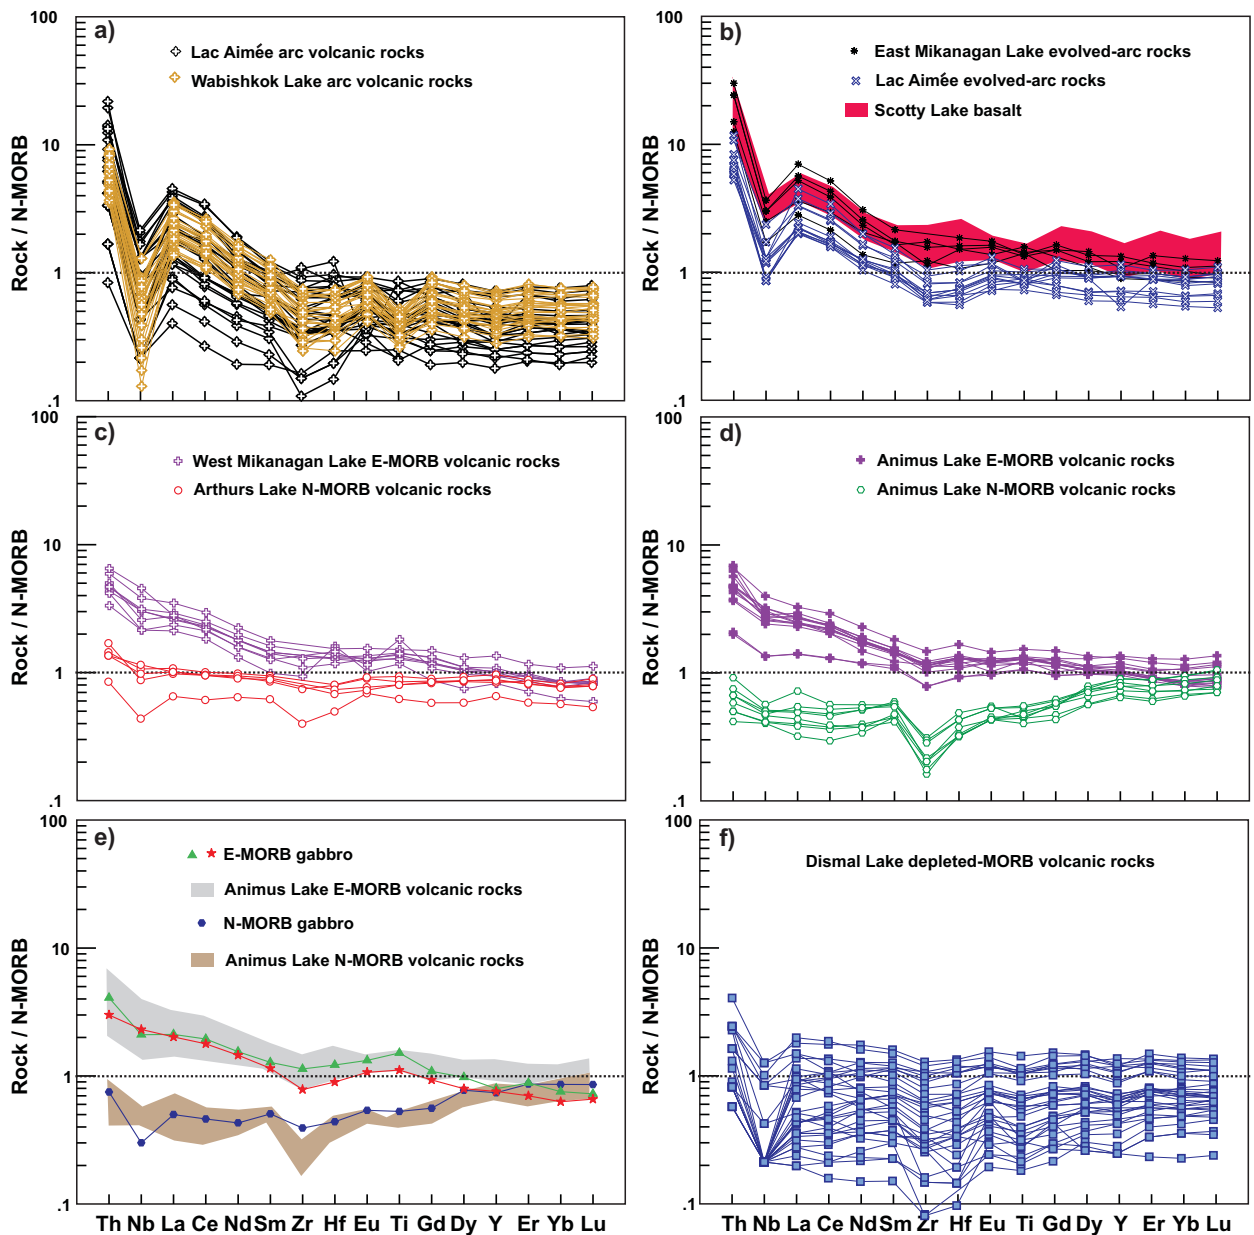 100
10
1
.1
Rock / N-MORB
a)
Lac Aimée arc volcanic rocks
Wabishkok Lake arc volcanic rocks
100
10
1
.1
Rock / N-MORB
b)
East Mikanagan Lake evolved-arc rocks
Lac Aimée evolved-arc rocks
Scotty Lake basalt
100
10
1
.1
Rock / N-MORB
c)
West Mikanagan Lake E-MORB volcanic rocks
Arthurs Lake N-MORB volcanic rocks
100
10
1
.1
Rock / N-MORB
d)
Animus Lake E-MORB volcanic rocks
Animus Lake N-MORB volcanic rocks
100
10
1
.1
Rock / N-MORB
e)
E-MORB gabbro
Animus Lake E-MORB volcanic rocks
N-MORB gabbro
Animus Lake N-MORB volcanic rocks
Th Nb La Ce Nd Sm Zr Hf Eu Ti Gd Dy Y Er Yb Lu
100
10
1
.1
Rock / N-MORB
f)
Dismal Lake depleted-MORB volcanic rocks
Th Nb La Ce Nd Sm Zr Hf Eu Ti Gd Dy Y Er Yb Lu